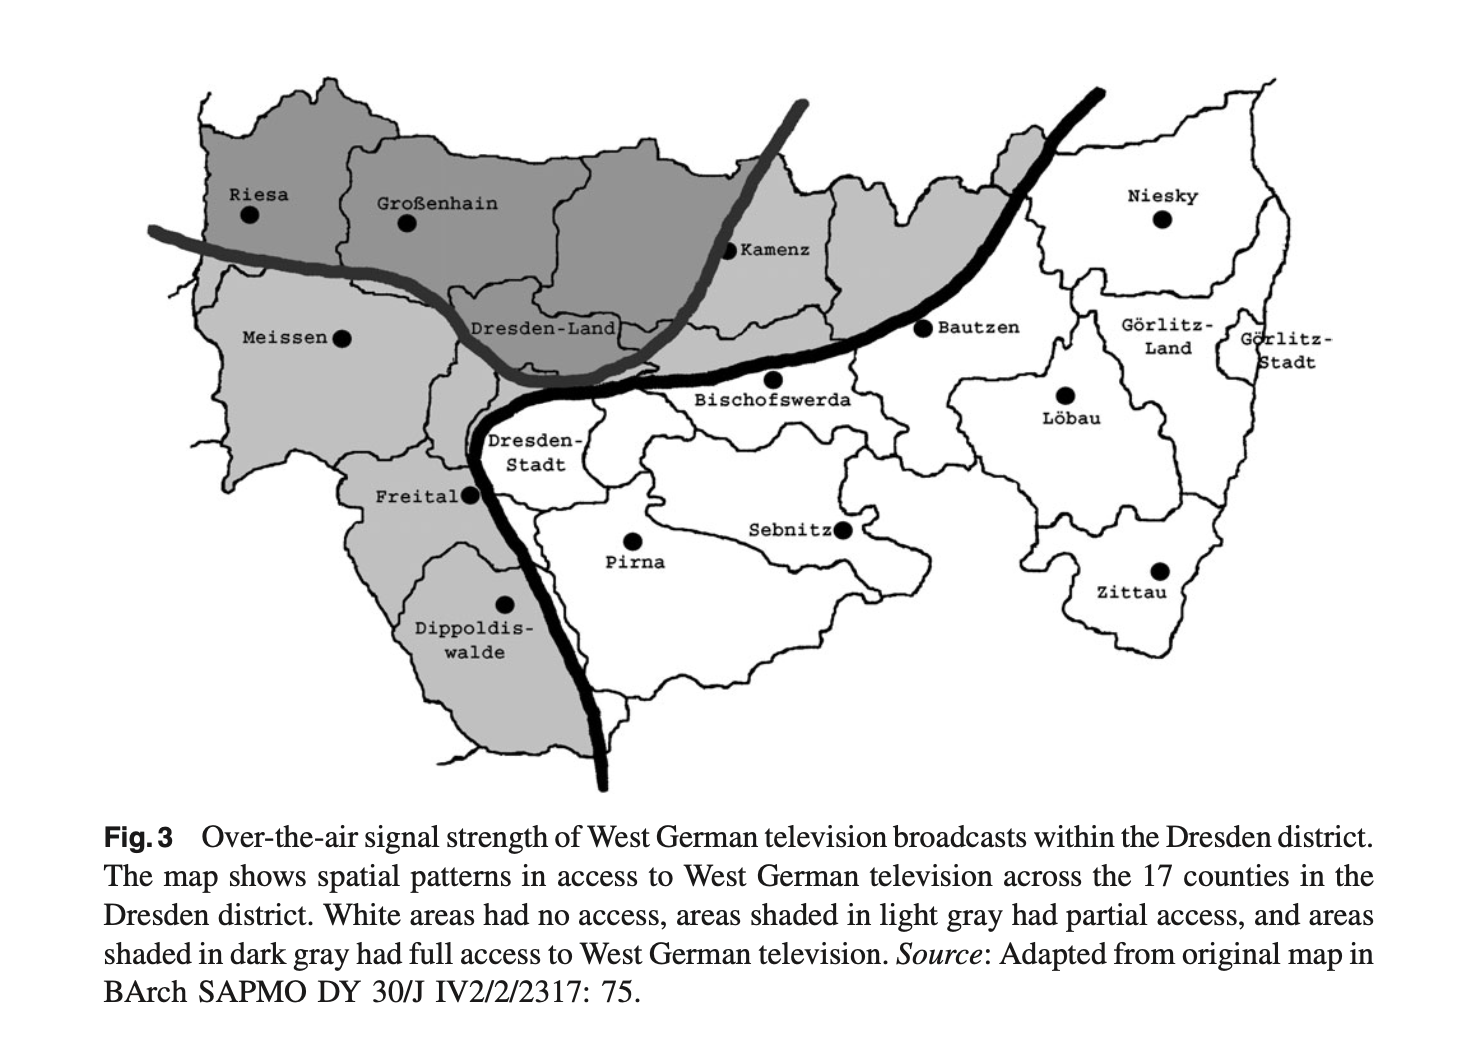 Riesa
Großenhain
Niesky
Kamenz
Meissen
Dresden-Land
Bautzen
Görlitz-
Land
Görlitz-
Stadt
Bischofswerda
Löbau
Dresden-
Stadt
Freital
Sebnitz
Pirna
Zittau
Dippoldis-
walde
Fig. 3 Over-the-air signal strength of West German television broadcasts within the Dresden district.
The map shows spatial patterns in access to West German television across the 17 counties in the
Dresden district. White areas had no access, areas shaded in light gray had partial access, and areas
shaded in dark gray had full access to West German television. Source: Adapted from original map in
BArch SAPMO DY 30/J IV2/2/2317: 75.